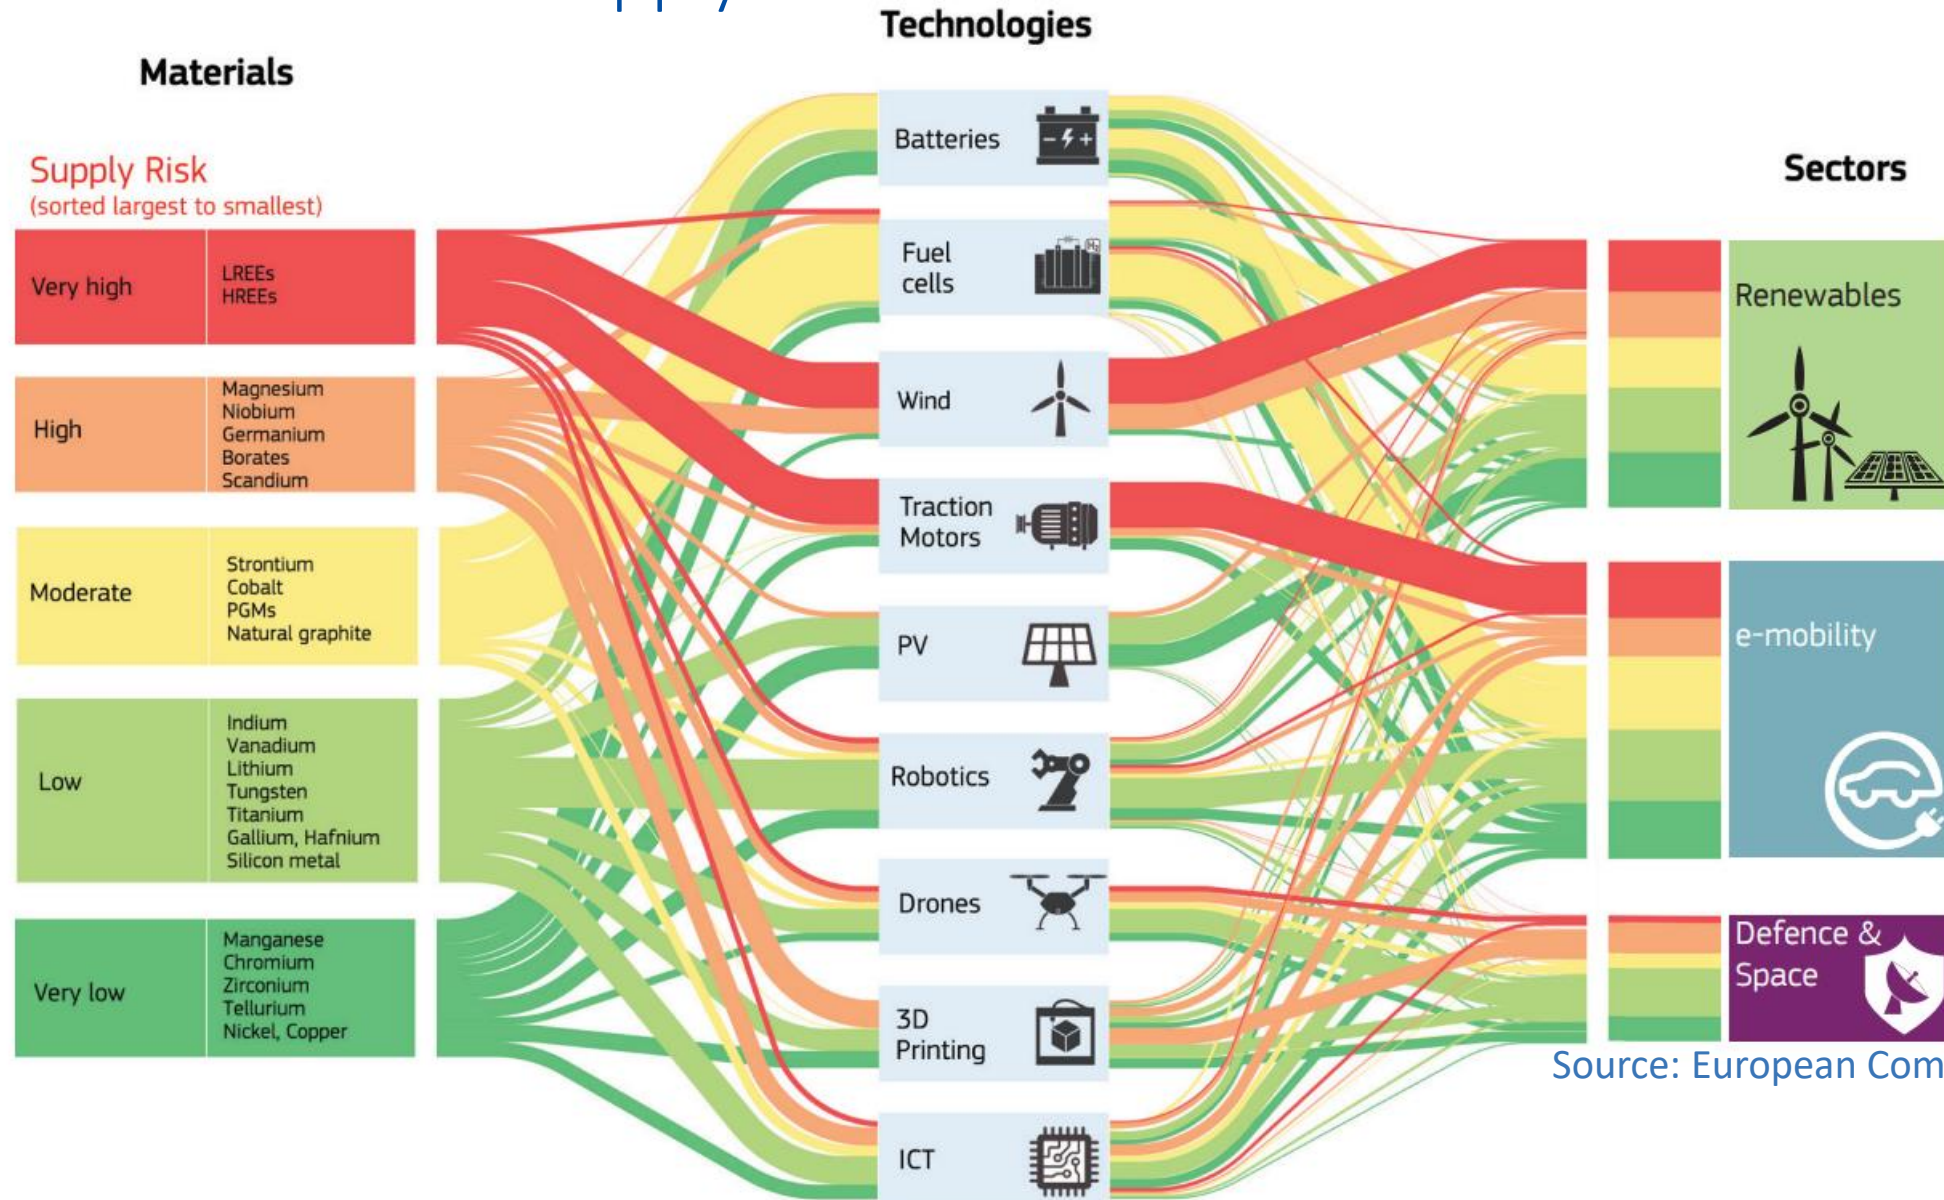 Technologies
Materials
Supply Risk
(sorted largest to smallest)
Very high
LREEs
HREEs
High
Magnesium
Niobium
Germanium
Borates
Scandium
Moderate
Strontium
Cobalt
PGMs
Natural graphite
Low
Indium
Vanadium
Lithium
Tungsten
Titanium
Gallium, Hafnium
Silicon metal
Very low
Manganese
Chromium
Zirconium
Tellurium
Nickel, Copper
Batteries
Fuel
cells
H2
Wind
Traction
Motors
PV
Robotics
Drones
3D
Printing
ICT
Sectors
Renewables
e-mobility
Defence &
Space
Source: European Com